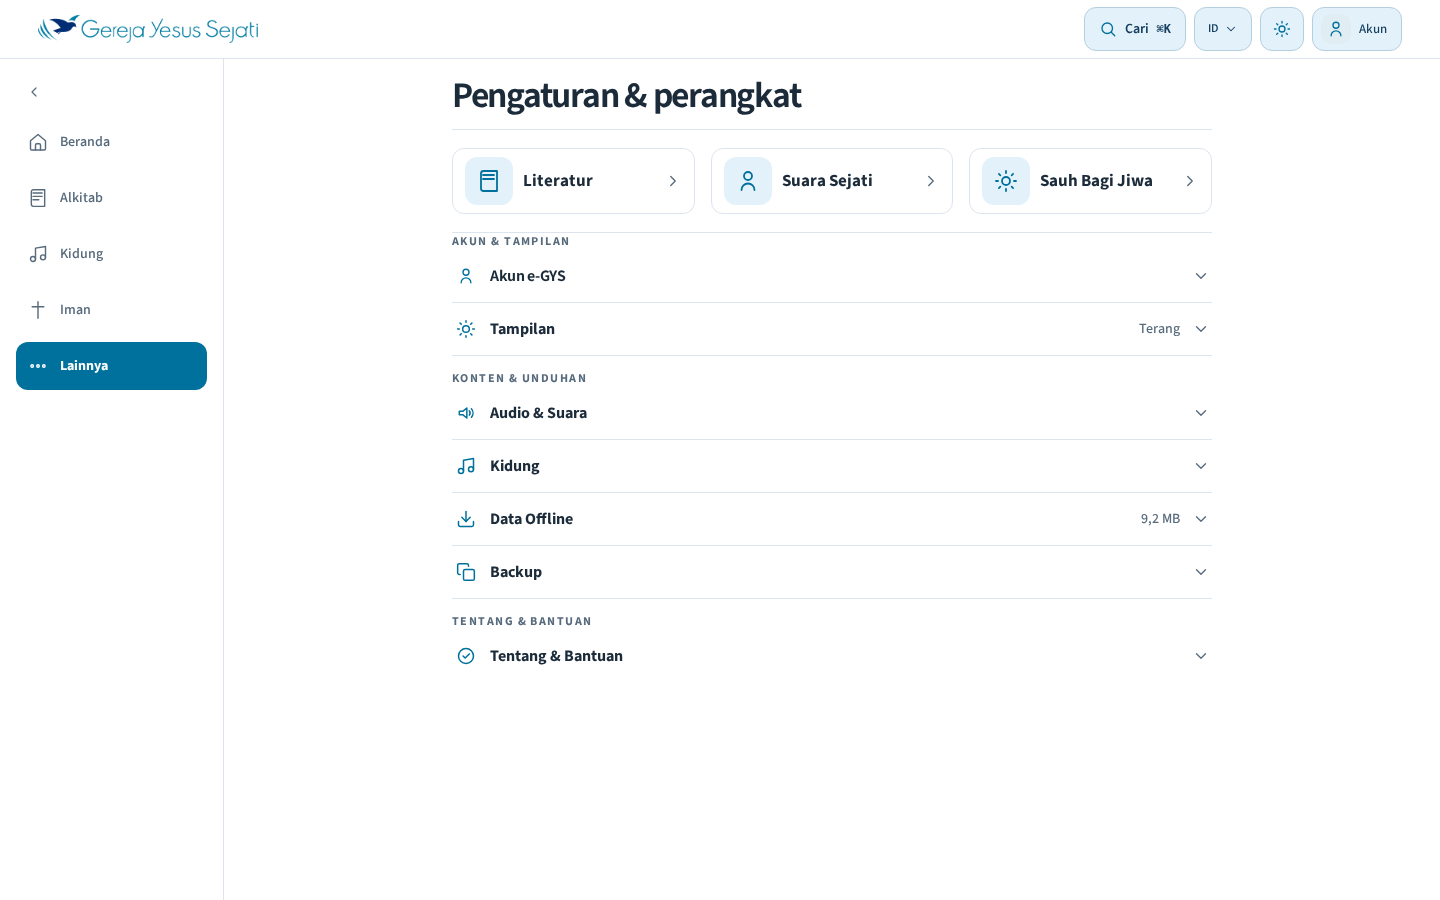 Gereja Yesus Sejati
Cari ⌘K
ID
Akun
Beranda
Alkitab
Kidung
Iman
Lainnya
Pengaturan & perangkat
Literatur
Suara Sejati
Sauh Bagi Jiwa
AKUN & TAMPILAN
Akun e-GYS
Tampilan
Terang
KONTEN & UNDUHAN
Audio & Suara
Kidung
Data Offline
9,2 MB
Backup
TENTANG & BANTUAN
Tentang & Bantuan